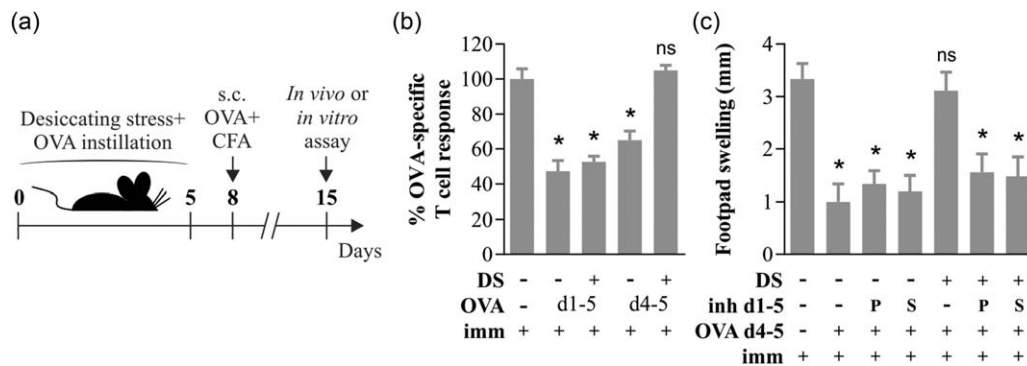 (a)
Desiccating stress+
OVA instillation
s.c.
OVA+
CFA
In vivo or
in vitro
assay
0
5
8
15
Days
(b)
% OVA-specific
T cell response
120
100
80
60
40
20
0
*
*
*
ns
DS - - + - +
OVA - d1-5 d4-5
imm + + + + +
(c)
Footpad swelling (mm)
4
3
2
1
0
*
*
*
ns
*
*
DS - - - - + + +
inh d1-5 - - P S - P S
OVA d4-5 - + + + + + +
imm + + + + + + +